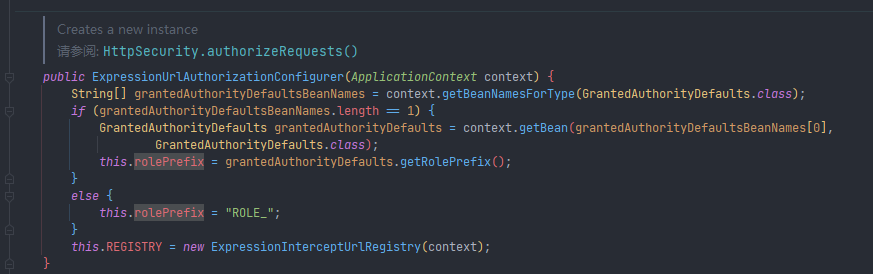 Creates a new instance
请参阅: HttpSecurity.authorizeRequests()
public ExpressionUrlAuthorizationConfigurer(ApplicationContext context) {
String[] grantedAuthorityDefaultsBeanNames = context.getBeanNamesForType(GrantedAuthorityDefaults.class);
if (grantedAuthorityDefaultsBeanNames.length == 1) {
GrantedAuthorityDefaults grantedAuthorityDefaults = context.getBean(grantedAuthorityDefaultsBeanNames[0],
GrantedAuthorityDefaults.class);
this.rolePrefix = grantedAuthorityDefaults.getRolePrefix();
}
else {
this.rolePrefix = "ROLE_";
}
this.REGISTRY = new ExpressionInterceptUrlRegistry(context);
}